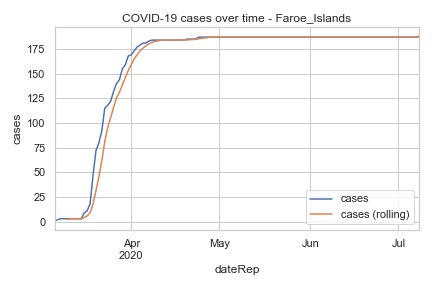 COVID-19 cases over time - Faroe_Islands
cases
175
150
125
100
75
50
25
0
cases
cases (rolling)
Apr
2020
May
Jun
Jul
dateRep